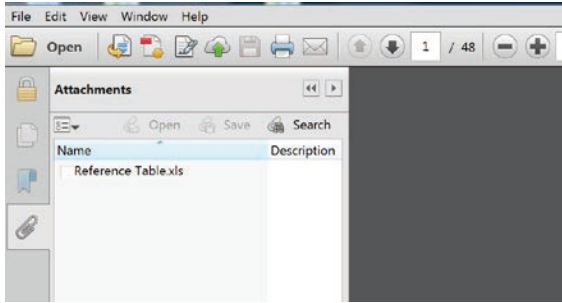 File Edit View Window Help
Open 1 / 48
Attachments
Open Save Search
Name Description
Reference Table.xls